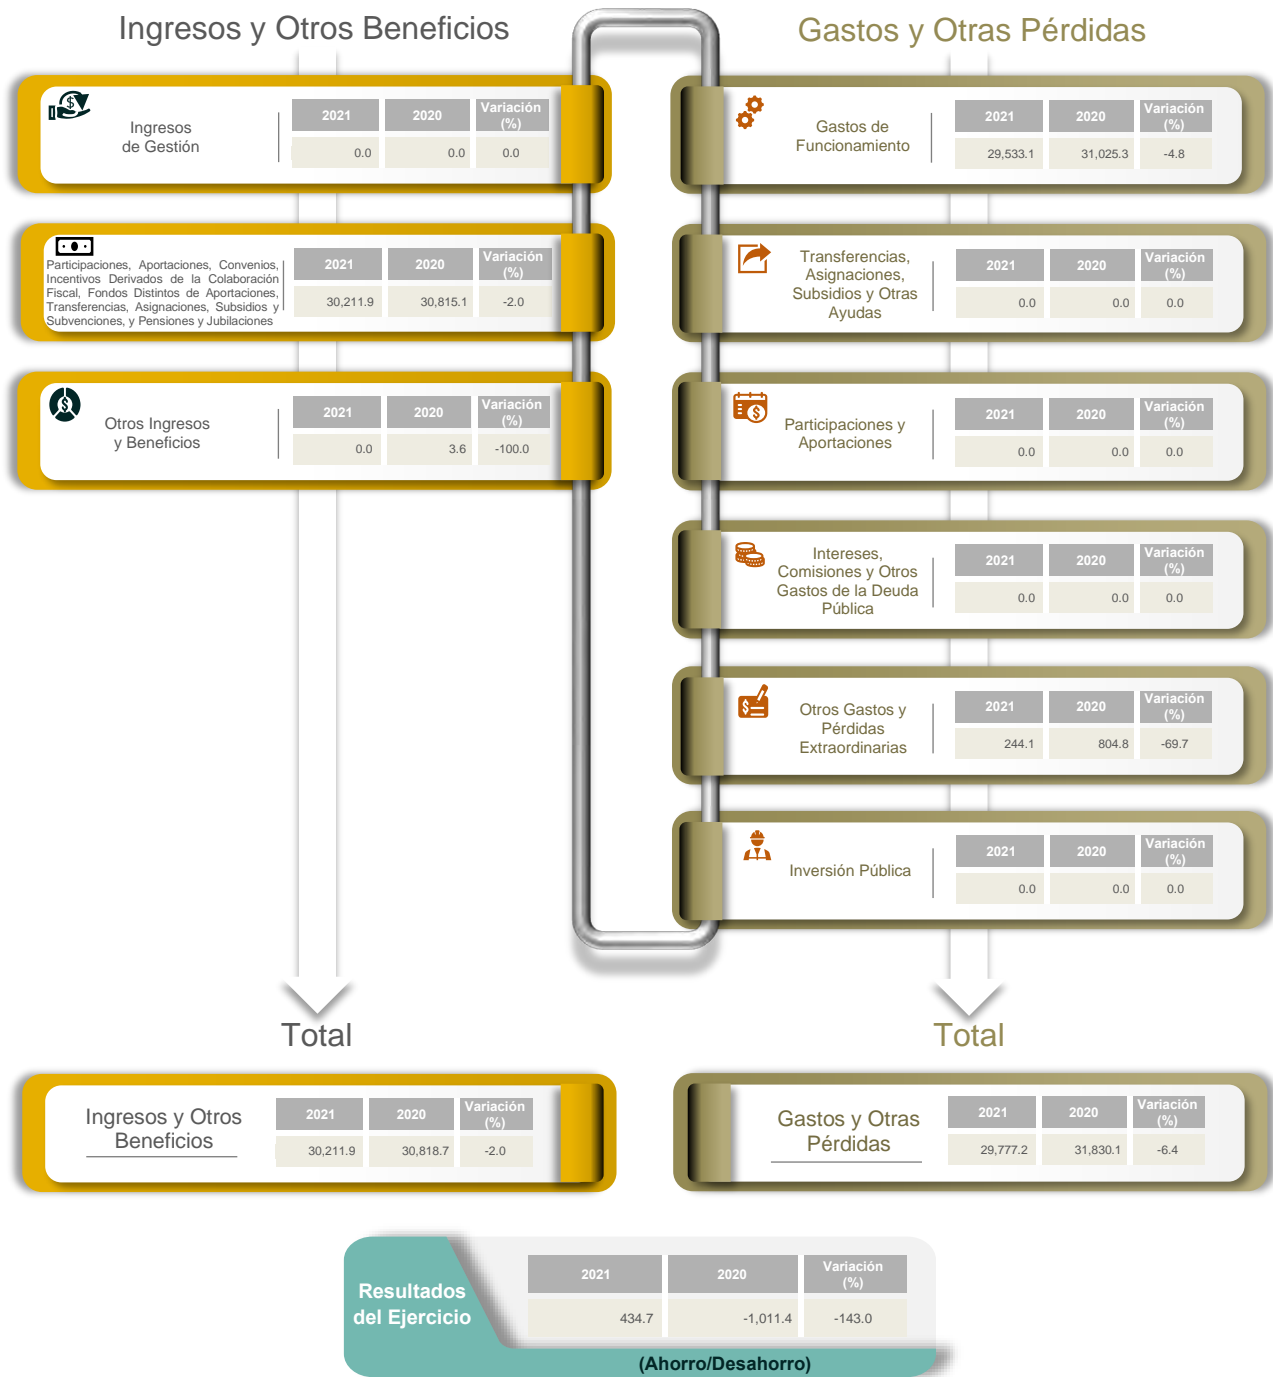 Ingresos y Otros Beneficios
Ingresos
de Gestión
2021 2020 Variación
(%)
0.0 0.0 0.0
Participaciones, Aportaciones, Convenios,
Incentivos Derivados de la Colaboración
Fiscal, Fondos Distintos de Aportaciones,
Transferencias, Asignaciones, Subsidios y
Subvenciones, y Pensiones y Jubilaciones
2021 2020 Variación
(%)
30,211.9 30,815.1 -2.0
Otros Ingresos
y Beneficios
2021 2020 Variación
(%)
0.0 3.6 -100.0
Gastos y Otras Pérdidas
Gastos de
Funcionamiento
2021 2020 Variación
(%)
29,533.1 31,025.3 -4.8
Transferencias,
Asignaciones,
Subsidios y Otras
Ayudas
2021 2020 Variación
(%)
0.0 0.0 0.0
Participaciones y
Aportaciones
2021 2020 Variación
(%)
0.0 0.0 0.0
Intereses,
Comisiones y Otros
Gastos de la Deuda
Pública
2021 2020 Variación
(%)
0.0 0.0 0.0
Otros Gastos y
Pérdidas
Extraordinarias
2021 2020 Variación
(%)
244.1 804.8 -69.7
Inversión Pública
2021 2020 Variación
(%)
0.0 0.0 0.0
Total
Ingresos y Otros
Beneficios
2021 2020 Variación
(%)
30,211.9 30,818.7 -2.0
Total
Gastos y Otras
Pérdidas
2021 2020 Variación
(%)
29,777.2 31,830.1 -6.4
Resultados
del Ejercicio
2021 2020 Variación
(%)
434.7 -1,011.4 -143.0
(Ahorro/Desahorro)